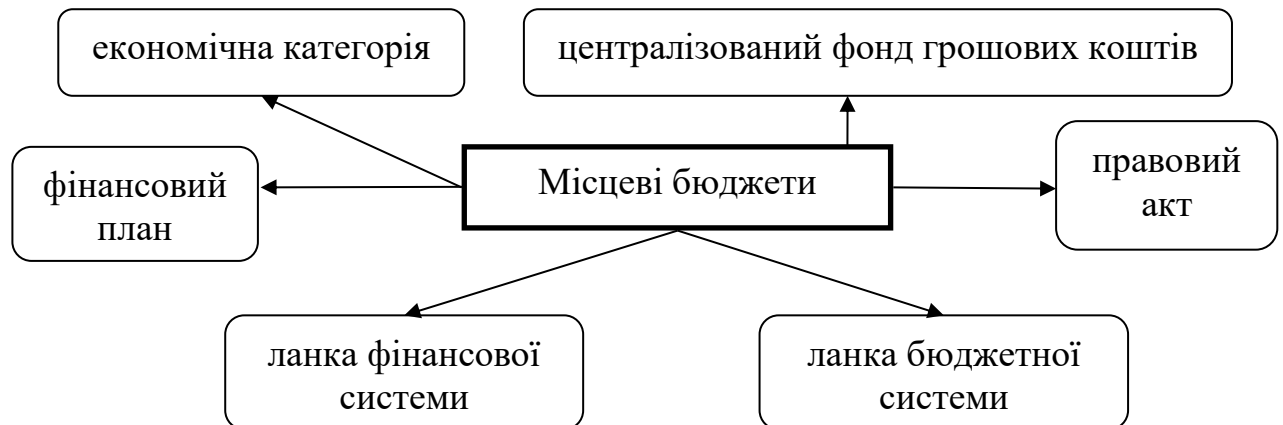 економічна категорія
централізований фонд грошових коштів
фінансовий
план
Місцеві бюджети
правовий
акт
ланка фінансової
системи
ланка бюджетної
системи